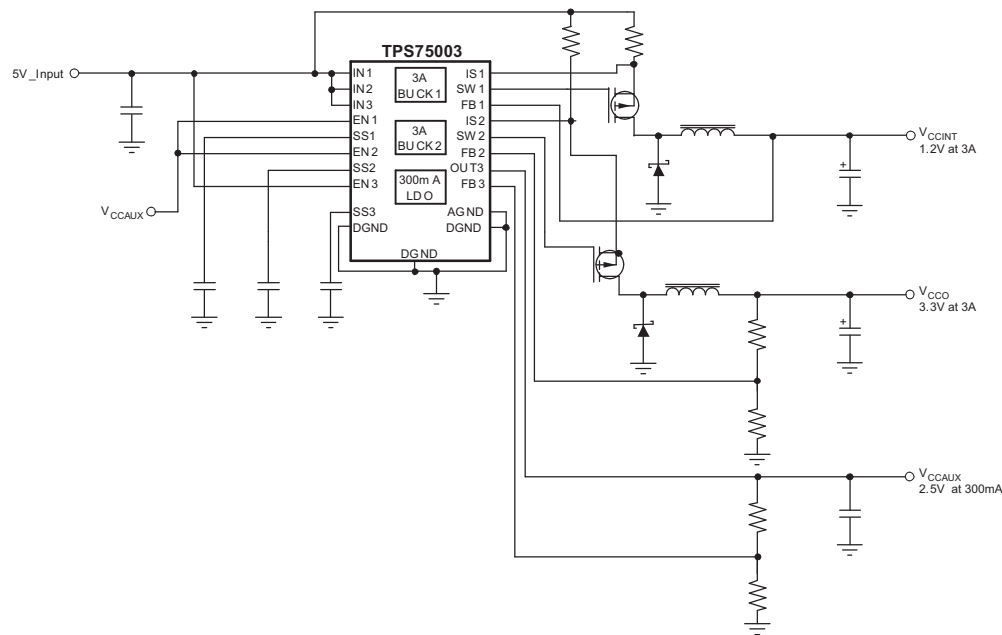 TPS75003
5V_Input
IN1
IN2
IN3
EN1
SS1
EN2
SS2
EN3
SS3
DGND
3A
BUCK1
3A
BUCK2
300mA
LDO
DGND
IS1
SW1
FB1
IS2
SW2
FB2
OUT3
FB3
AGND
DGND
VCCAUX
+
VCCINT
1.2V at 3A
+
VCCO
3.3V at 3A
VCCAUX
2.5V at 300mA